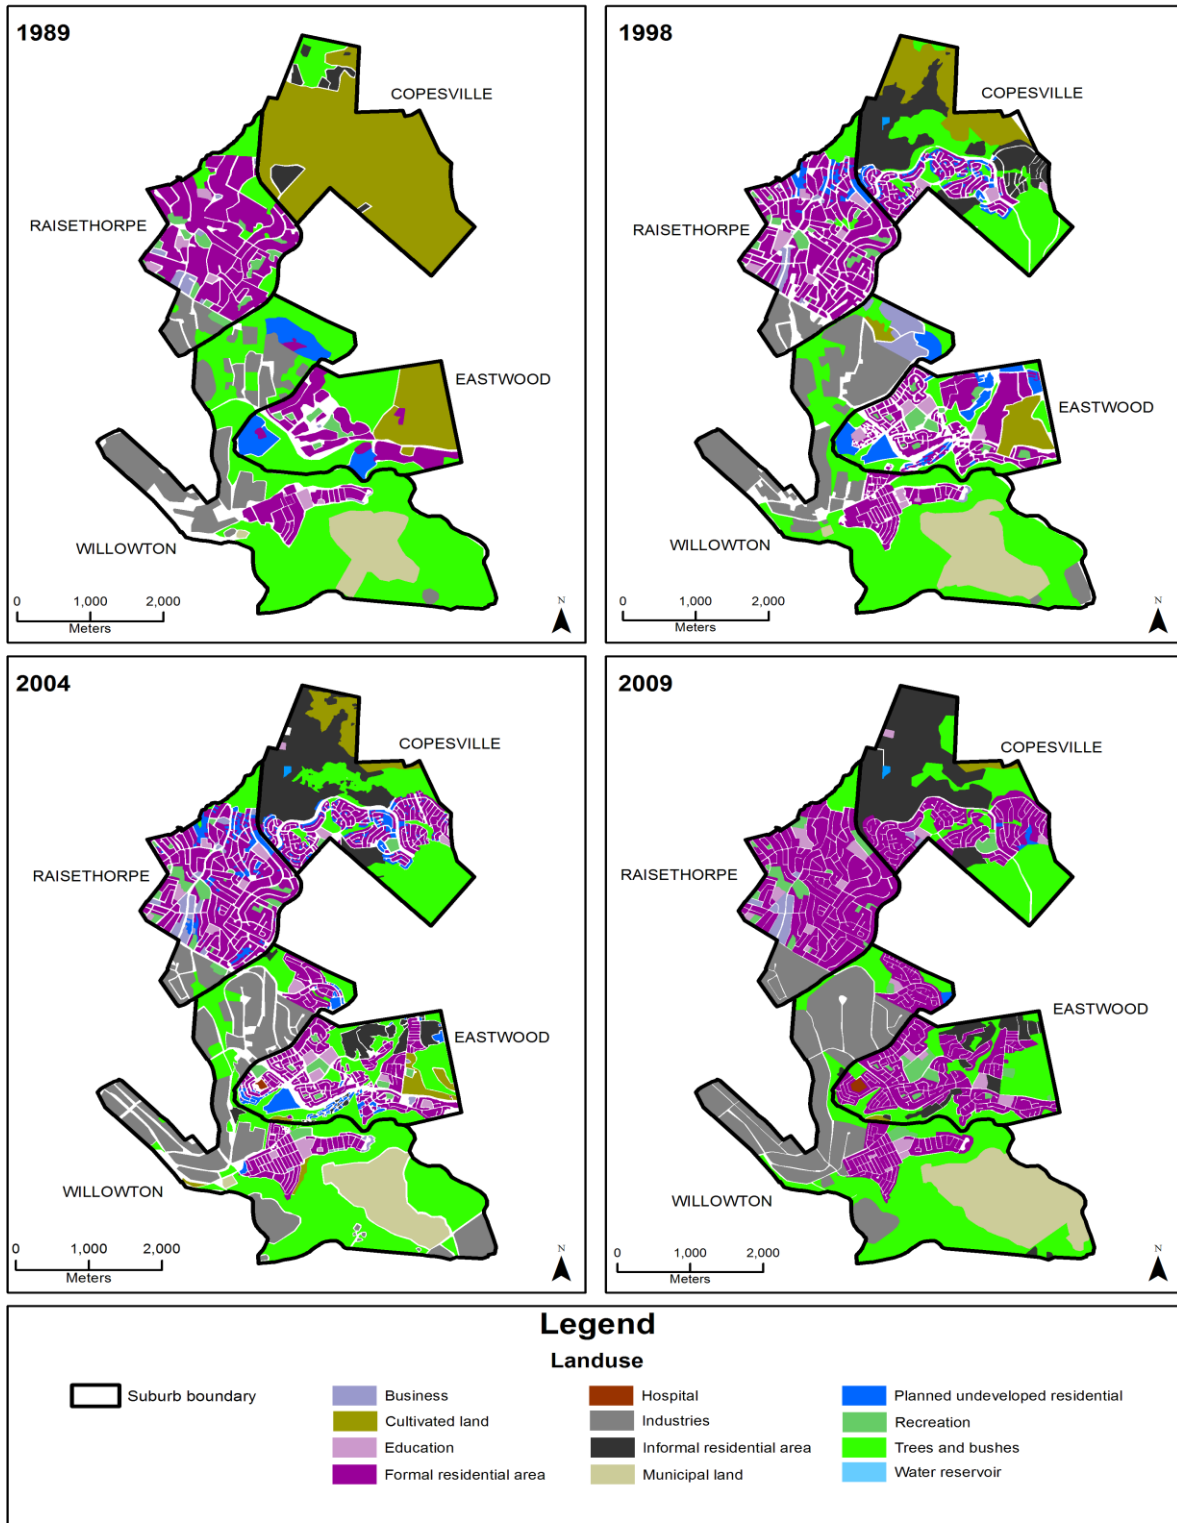 1989
COPESVILLE
RAISETHORPE
EASTWOOD
WILLOWTON
0 1,000 2,000
Meters
N
1998
COPESVILLE
RAISETHORPE
EASTWOOD
WILLOWTON
0 1,000 2,000
Meters
N
2004
COPESVILLE
RAISETHORPE
EASTWOOD
WILLOWTON
0 1,000 2,000
Meters
N
2009
COPESVILLE
RAISETHORPE
EASTWOOD
WILLOWTON
0 1,000 2,000
Meters
N
Legend
Landuse
Suburb boundary
Business
Cultivated land
Education
Formal residential area
Hospital
Industries
Informal residential area
Municipal land
Planned undeveloped residential
Recreation
Trees and bushes
Water reservoir